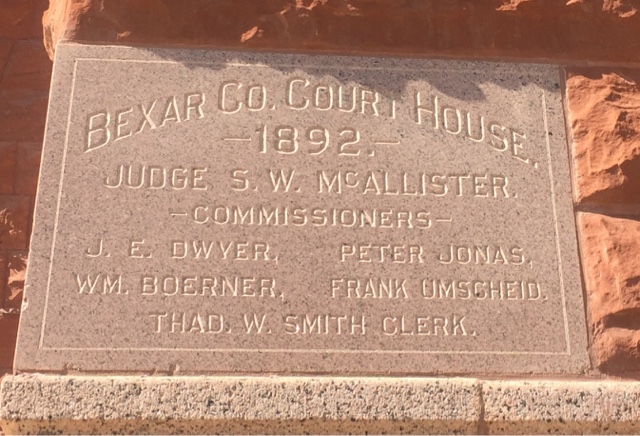 BEXAR CO. COURT HOUSE.
—1892.—
JUDGE S. W. McALLISTER.
—COMMISSIONERS—
J. E. DWYER, PETER JONAS,
WM. BOERNER, FRANK UMSCHEID.
THAD. W. SMITH CLERK.